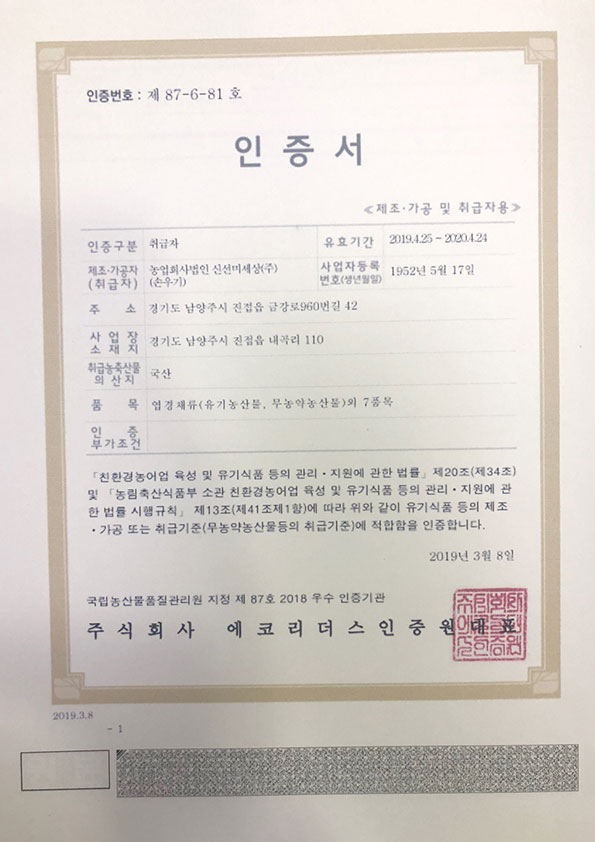 인증번호 : 제 87-6-81 호
인 증 서
≪제조·가공 및 취급자용≫
인증구분 취급자 유효기간 2019.4.25 ~ 2020.4.24
제조·가공자 (취급자) 농업회사법인 신선미세상(주) (손우기) 사업자등록 번호(생년월일) 1952년 5월 17일
주 소 경기도 남양주시 진접읍 금강로960번길 42
사 업 장 소 재 지 경기도 남양주시 진접읍 내곡리 110
취급농축산물 의 산 지 국산
품 목 엽경채류(유기농산물, 무농약농산물)외 7품목
인 증 부가조건
「친환경농어업 육성 및 유기식품 등의 관리·지원에 관한 법률」 제20조(제34조)
및 「농림축산식품부 소관 친환경농어업 육성 및 유기식품 등의 관리·지원에 관
한 법률 시행규칙」 제13조(제41조제1항)에 따라 위와 같이 유기식품 등의 제조
·가공 또는 취급기준(무농약농산물등의 취급기준)에 적합함을 인증합니다.
2019년 3월 8일
국립농산물품질관리원 지정 제 87호 2018 우수 인증기관
주식회사 에코리더스인증원대표
2019.3.8
- 1